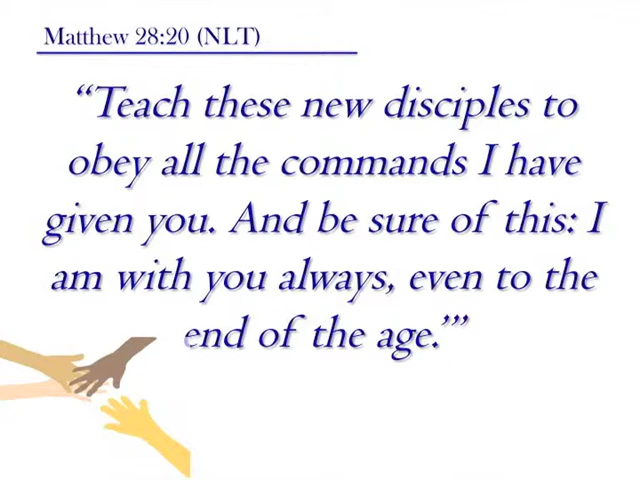 Matthew 28:20 (NLT)
“Teach these new disciples to
obey all the commands I have
given you. And be sure of this: I
am with you always, even to the
end of the age.’”